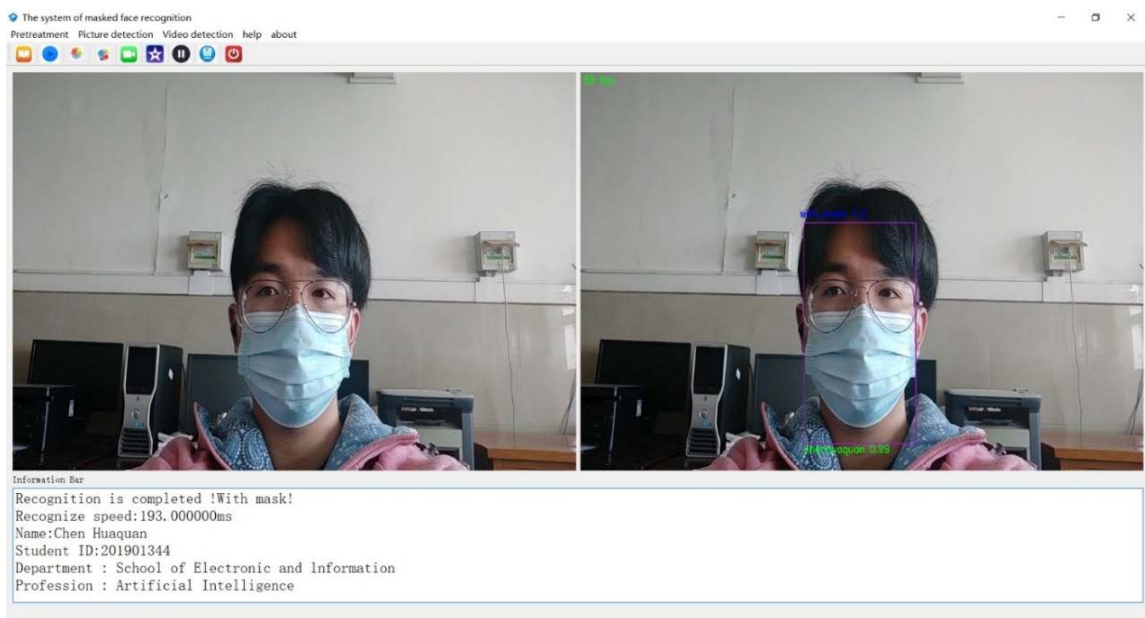 The system of masked face recognition
Pretreatment Picture detection Video detection help about
Information Bar
Recognition is completed !With mask!
Recognize speed:193.000000ms
Name:Chen Huaquan
Student ID:201901344
Department : School of Electronic and lnformation
Profession : Artificial Intelligence